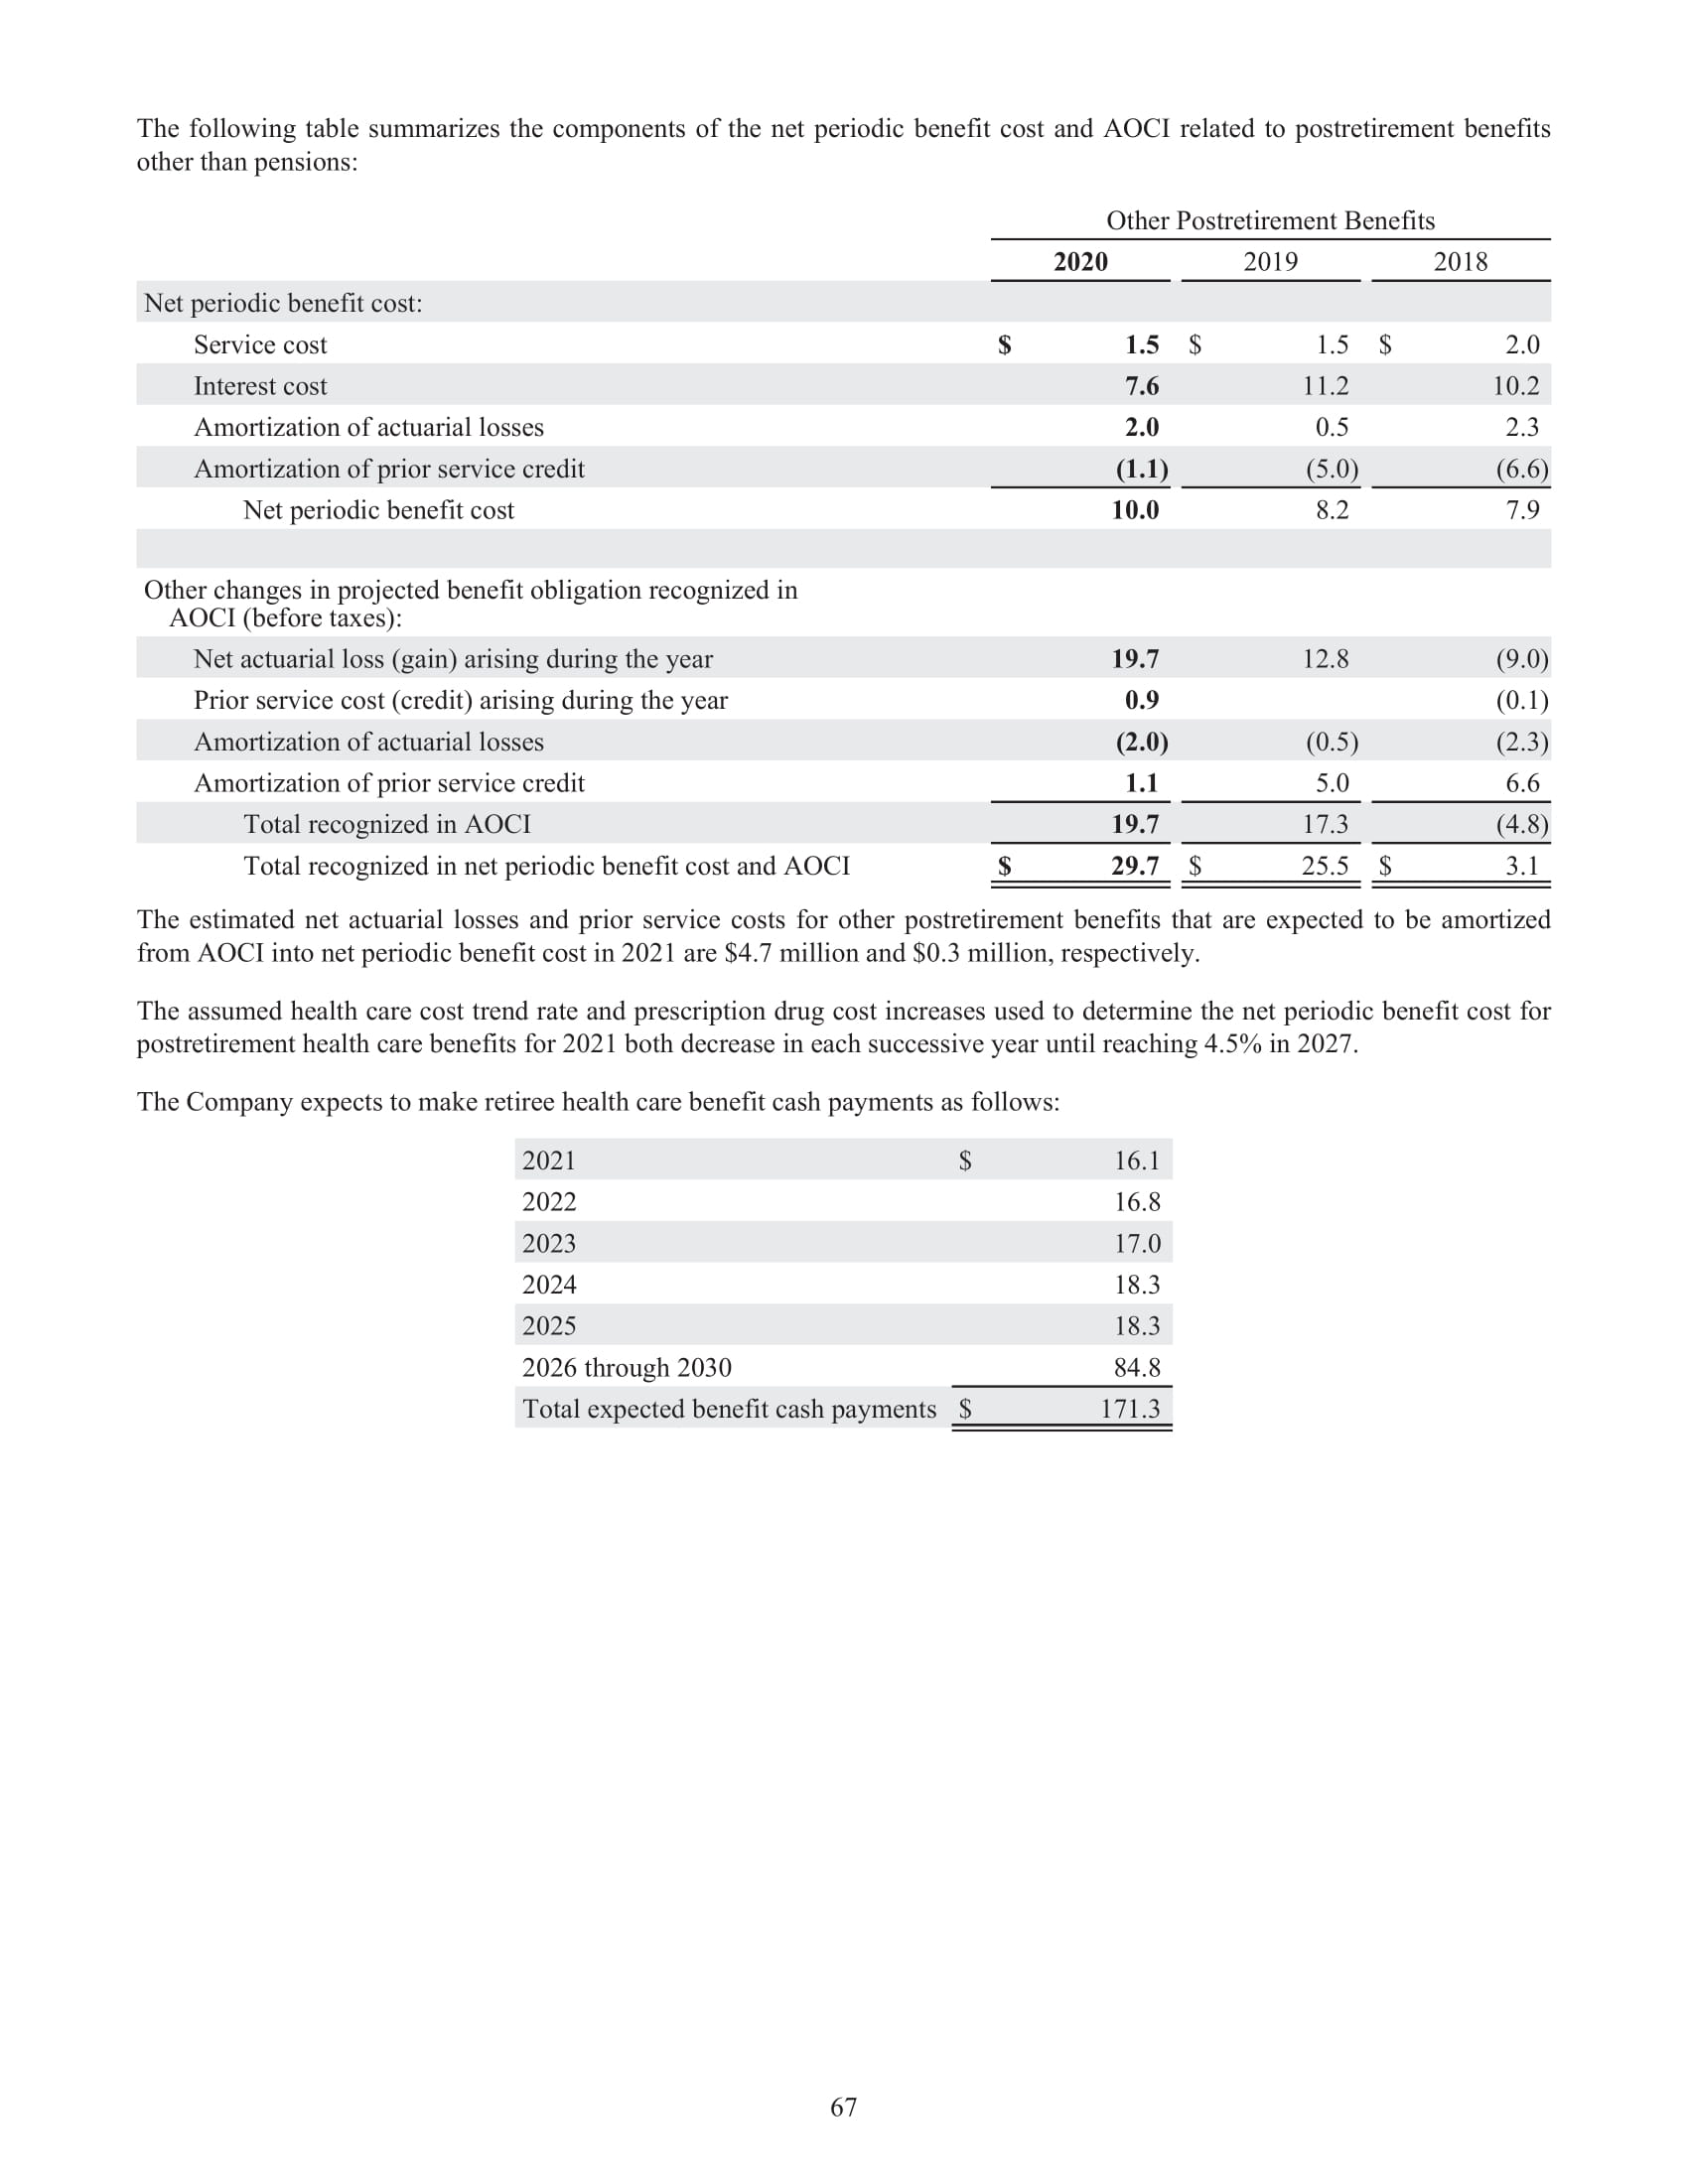 The following table summarizes the components of the net periodic benefit cost and AOCI related to postretirement benefits
other than pensions:
Other Postretirement Benefits
2020 2019 2018
Net periodic benefit cost:
Service cost $ 1.5 $ 1.5 $ 2.0
Interest cost 7.6 11.2 10.2
Amortization of actuarial losses 2.0 0.5 2.3
Amortization of prior service credit (1.1) (5.0) (6.6)
Net periodic benefit cost 10.0 8.2 7.9
Other changes in projected benefit obligation recognized in
AOCI (before taxes):
Net actuarial loss (gain) arising during the year 19.7 12.8 (9.0)
Prior service cost (credit) arising during the year 0.9 (0.1)
Amortization of actuarial losses (2.0) (0.5) (2.3)
Amortization of prior service credit 1.1 5.0 6.6
Total recognized in AOCI 19.7 17.3 (4.8)
Total recognized in net periodic benefit cost and AOCI $ 29.7 $ 25.5 $ 3.1
The estimated net actuarial losses and prior service costs for other postretirement benefits that are expected to be amortized
from AOCI into net periodic benefit cost in 2021 are $4.7 million and $0.3 million, respectively.
The assumed health care cost trend rate and prescription drug cost increases used to determine the net periodic benefit cost for
postretirement health care benefits for 2021 both decrease in each successive year until reaching 4.5% in 2027.
The Company expects to make retiree health care benefit cash payments as follows:
2021 $ 16.1
2022 16.8
2023 17.0
2024 18.3
2025 18.3
2026 through 2030 84.8
Total expected benefit cash payments $ 171.3
67